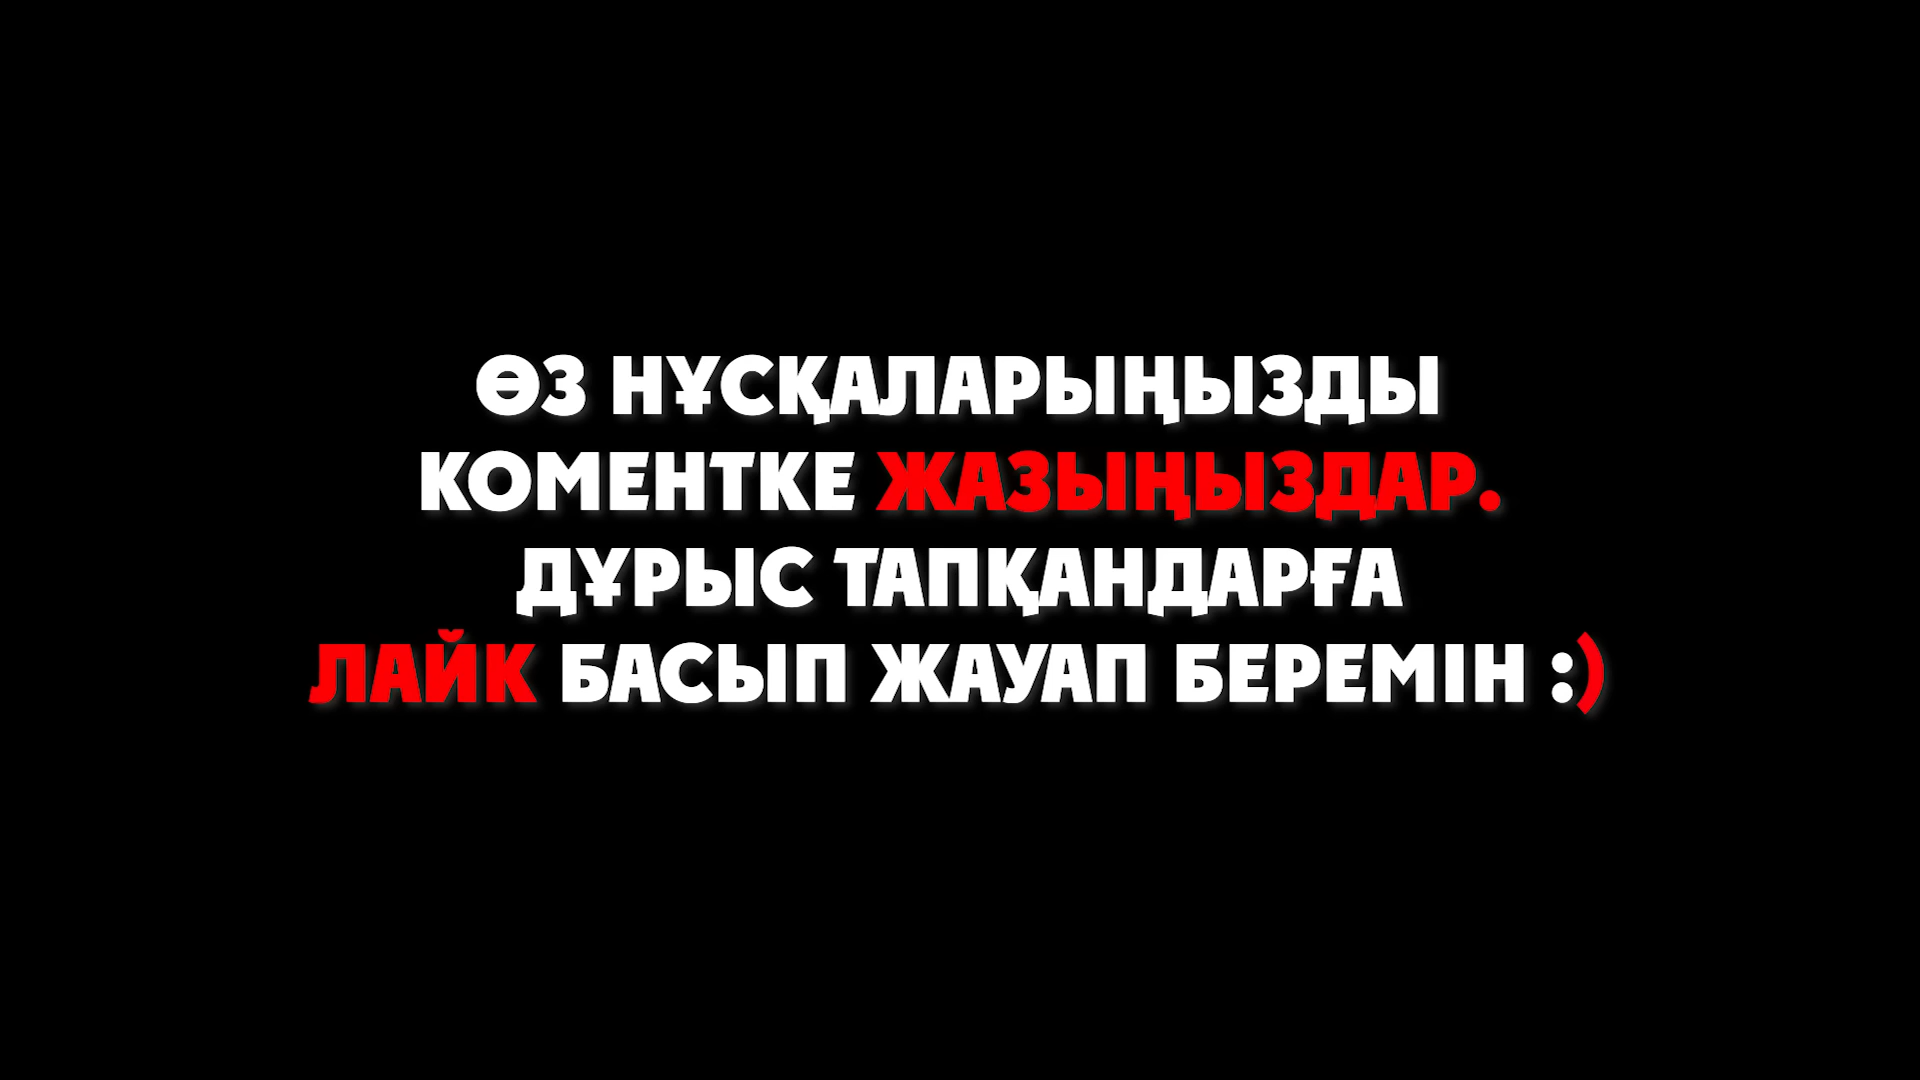 ӨЗ НҰСҚАЛАРЫҢЫЗДЫ
КОМЕНТКЕ ЖАЗЫҢЫЗДАР.
ДҰРЫС ТАПҚАНДАРҒА
ЛАЙК БАСЫП ЖАУАП БЕРЕМІН :)